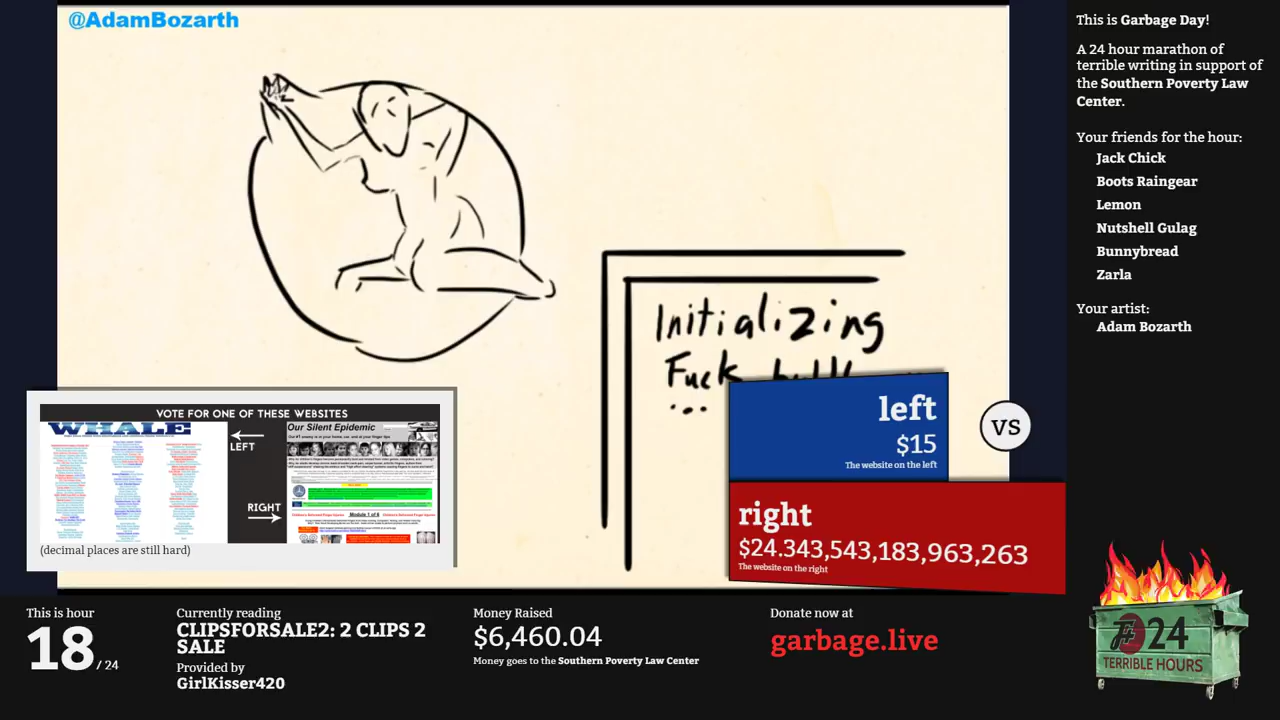 @AdamBozarth
Initializing
Fuck
...
VOTE FOR ONE OF THESE WEBSITES
WHALE
LEFT
RIGHT
Our Silent Epidemic
Module 1 of 8
(decimal places are still hard)
left
$15
The website on the left
VS
right
$24.343,543,183,963,263
The website on the right
This is Garbage Day!
A 24 hour marathon of
terrible writing in support of
the Southern Poverty Law
Center.
Your friends for the hour:
Jack Chick
Boots Raingear
Lemon
Nutshell Gulag
Bunnybread
Zarla
Your artist:
Adam Bozarth
This is hour
18 / 24
Currently reading
CLIPSFORSALE2: 2 CLIPS 2
SALE
Provided by
GirlKisser420
Money Raised
$6,460.04
Money goes to the Southern Poverty Law Center
Donate now at
garbage.live
24
TERRIBLE HOURS